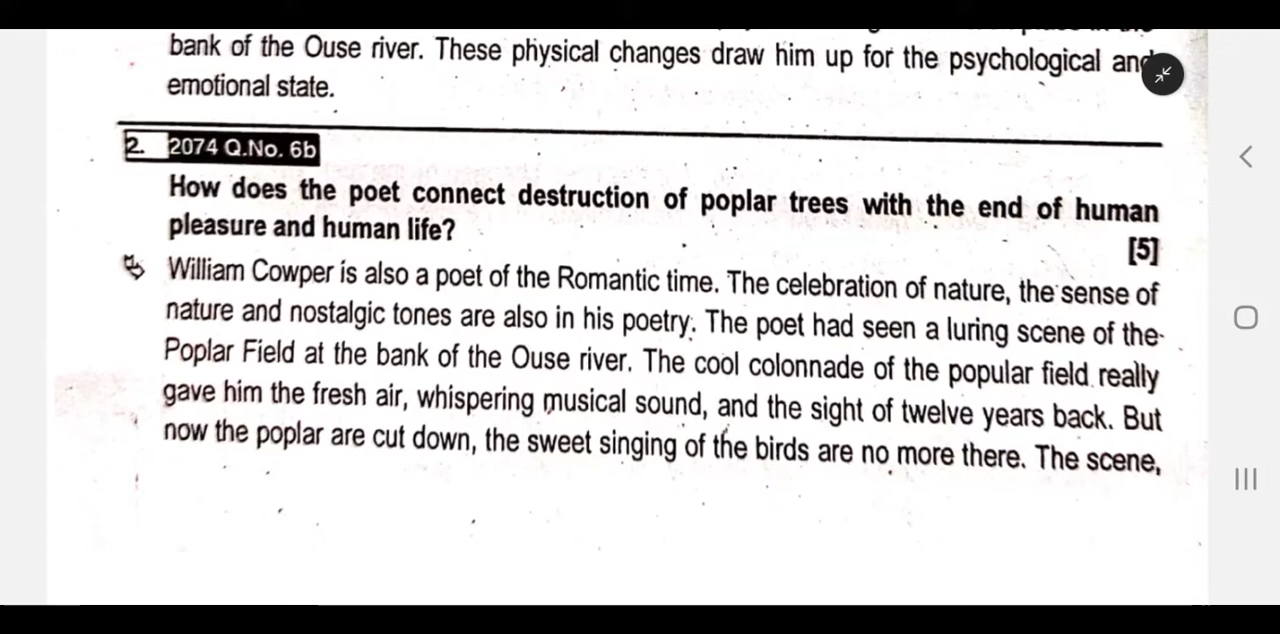 bank of the Ouse river. These physical changes draw him up for the psychological and
emotional state.
2. 2074 Q.No. 6b
How does the poet connect destruction of poplar trees with the end of human
pleasure and human life? [5]
William Cowper is also a poet of the Romantic time. The celebration of nature, the sense of
nature and nostalgic tones are also in his poetry. The poet had seen a luring scene of the
Poplar Field at the bank of the Ouse river. The cool colonnade of the popular field really
gave him the fresh air, whispering musical sound, and the sight of twelve years back. But
now the poplar are cut down, the sweet singing of the birds are no more there. The scene,